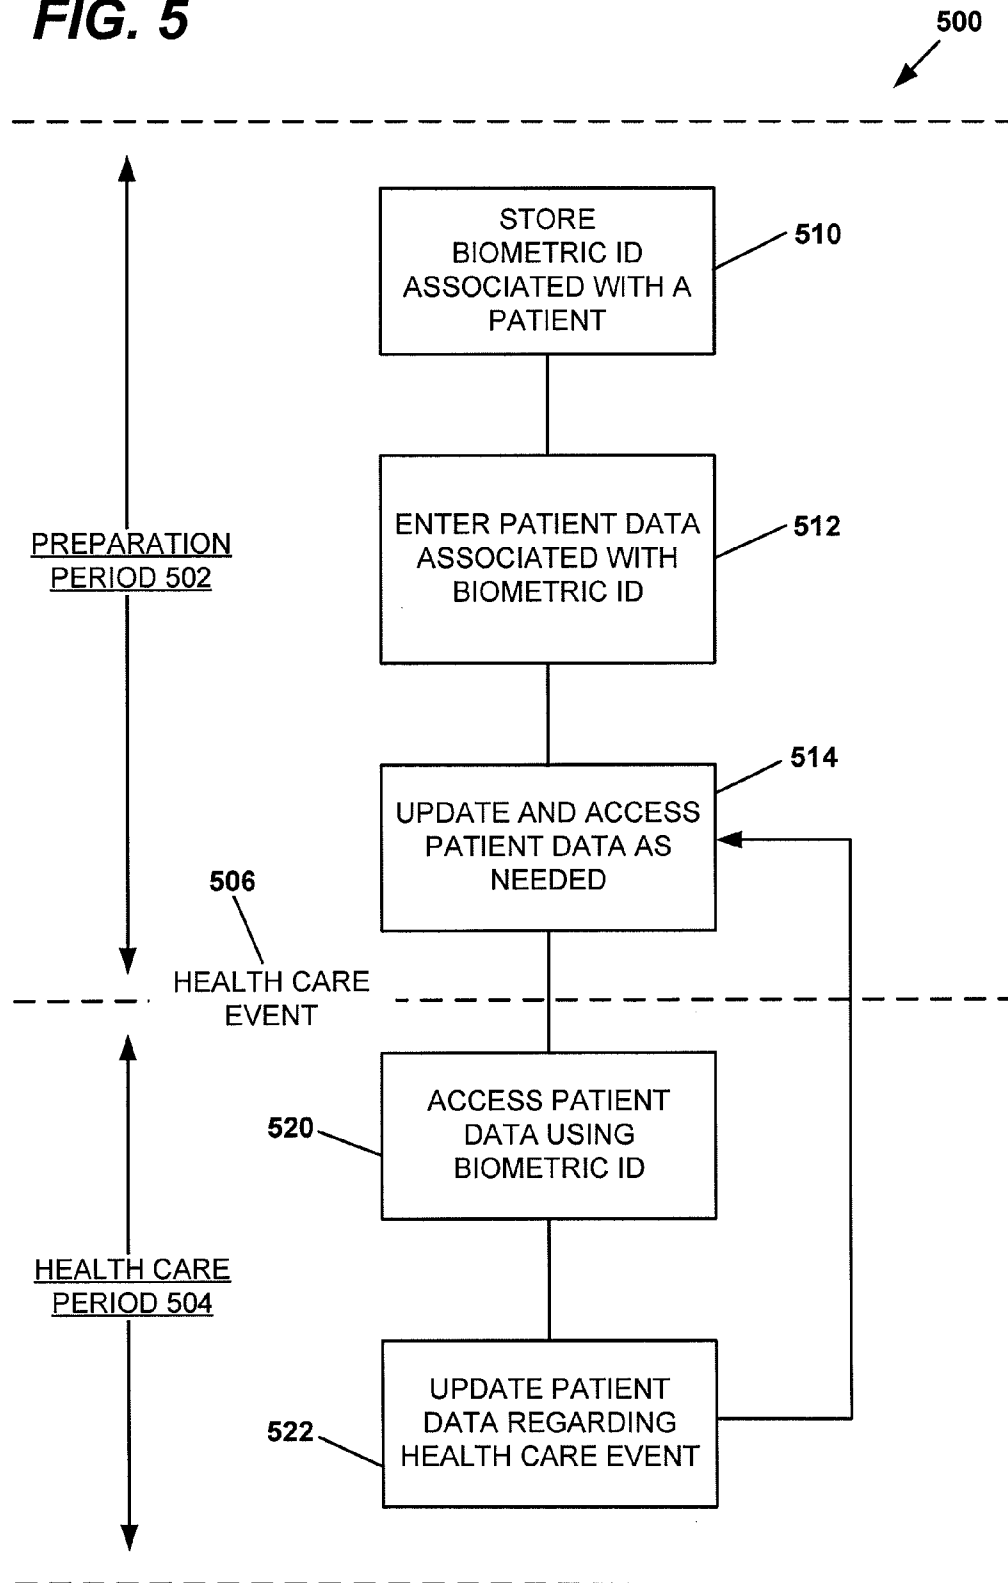 FIG. 5
500
STORE
BIOMETRIC ID
ASSOCIATED WITH A
PATIENT
510
ENTER PATIENT DATA
ASSOCIATED WITH
BIOMETRIC ID
512
PREPARATION
PERIOD 502
UPDATE AND ACCESS
PATIENT DATA AS
NEEDED
514
506
HEALTH CARE
EVENT
ACCESS PATIENT
DATA USING
BIOMETRIC ID
520
HEALTH CARE
PERIOD 504
UPDATE PATIENT
DATA REGARDING
HEALTH CARE EVENT
522